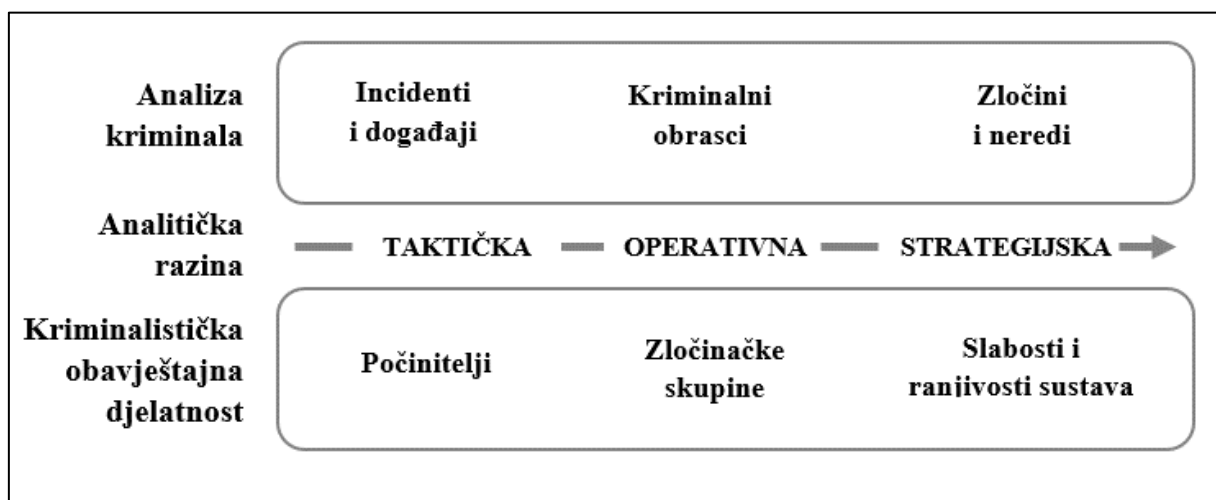 Analiza
kriminala
Incidenti
i događaji
Kriminalni
obrasci
Zločini
i neredi
Analitička
razina
TAKTIČKA
OPERATIVNA
STRATEGIJSKA
Kriminalistička
obavještajna
djelatnost
Počinitelji
Zločinačke
skupine
Slabosti i
ranjivosti sustava